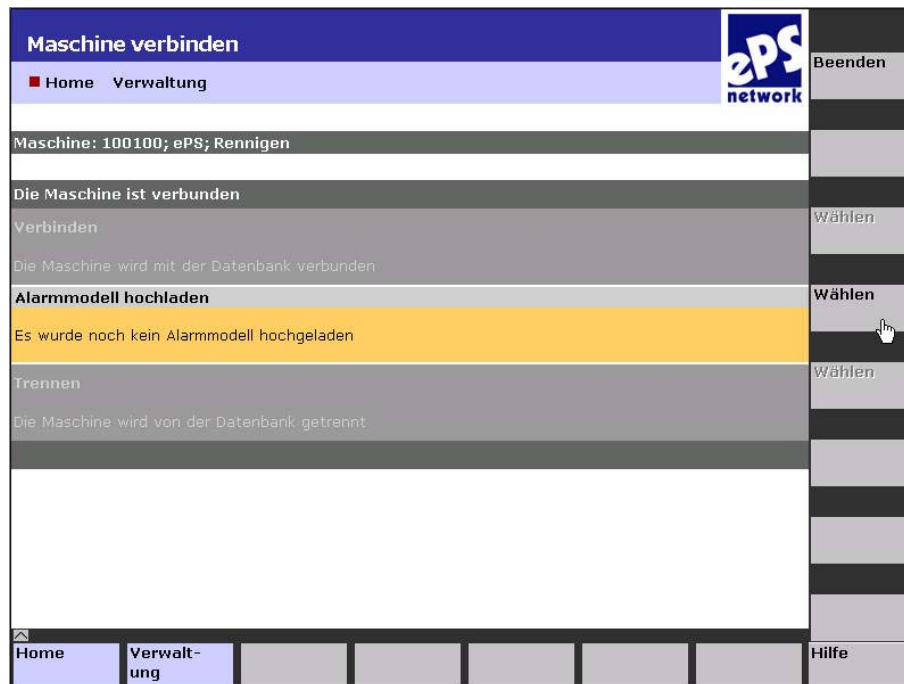 Maschine verbinden
ePS
network
Beenden
Home Verwaltung
Maschine: 100100; ePS; Rennigen
Die Maschine ist verbunden
Verbinden
Wählen
Die Maschine wird mit der Datenbank verbunden
Alarmmodell hochladen
Wählen
Es wurde noch kein Alarmmodell hochgeladen
Trennen
Wählen
Die Maschine wird von der Datenbank getrennt
Home
Verwalt-
ung
Hilfe